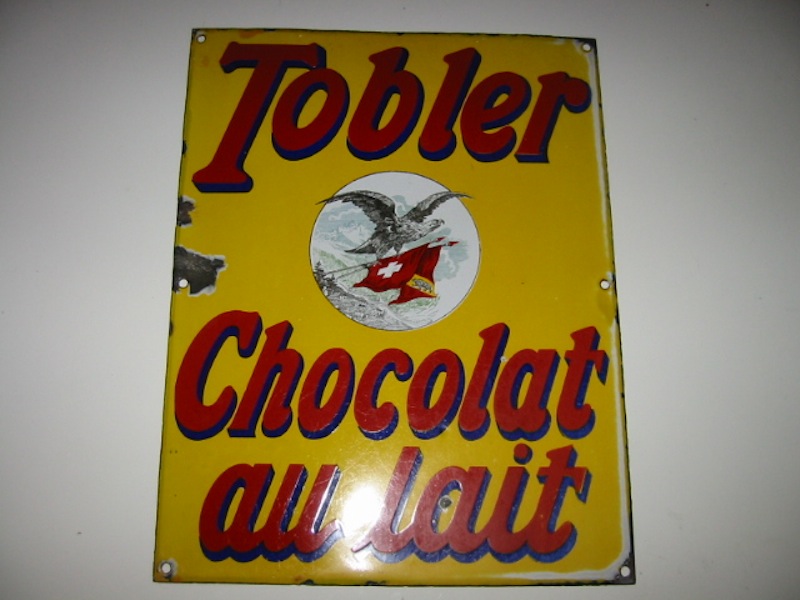 Tobler
Chocolat
au lait